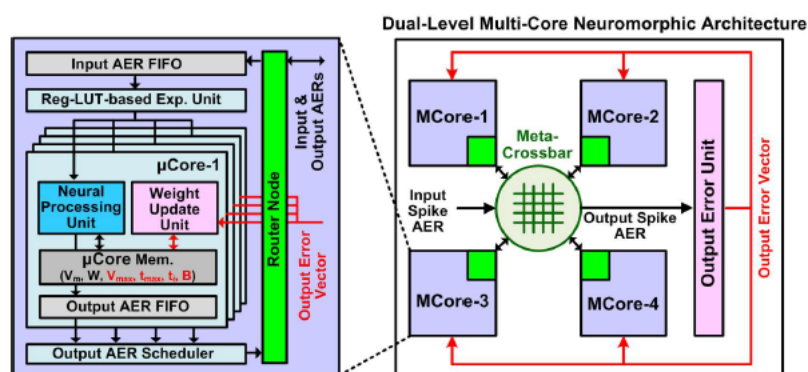 Dual-Level Multi-Core Neuromorphic Architecture
Input AER FIFO
Reg-LUT-based Exp. Unit
µCore-1
Neural
Processing
Unit
Weight
Update
Unit
µCore Mem.
(Vm, W, Vmax, tmax, ti, B)
Output AER FIFO
Output AER Scheduler
Router Node
Input &
Output AERs
Output Error
Vector
MCore-1
MCore-2
Meta-
Crossbar
Input
Spike
AER
Output Spike
AER
MCore-3
MCore-4
Output Error Unit
Output Error Vector